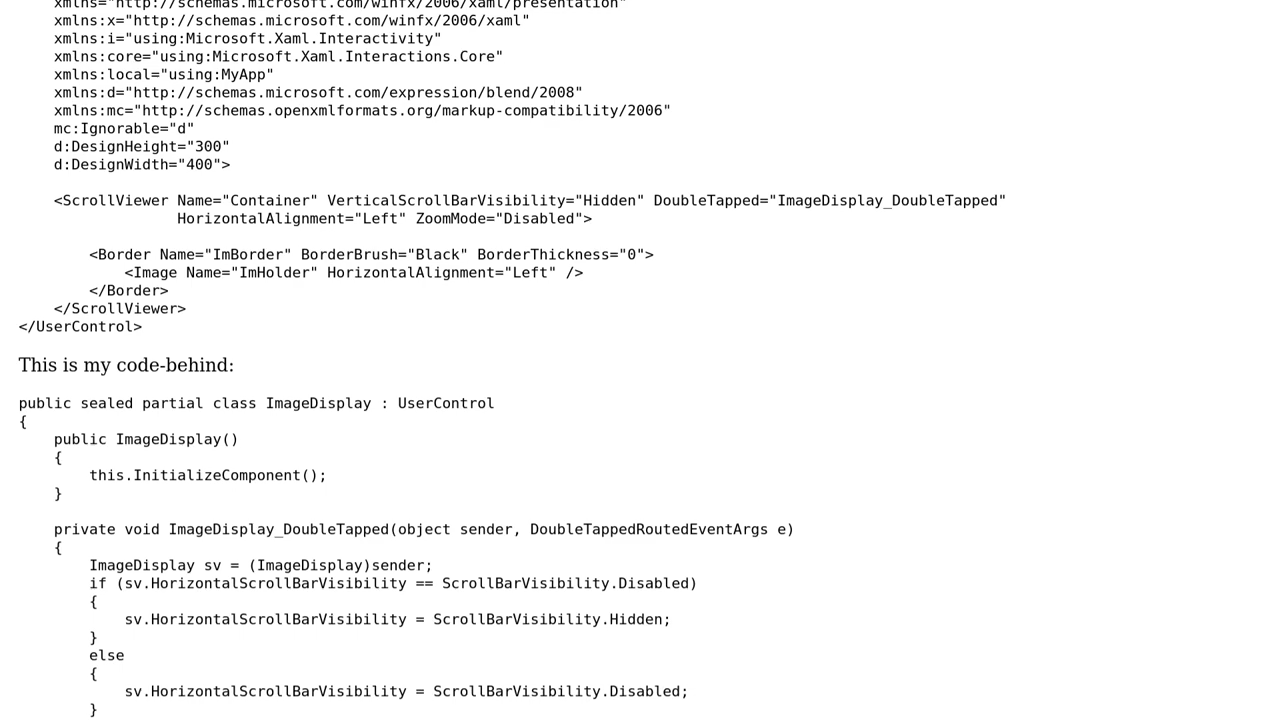 xmlns="http://schemas.microsoft.com/winfx/2006/xaml/presentation"
    xmlns:x="http://schemas.microsoft.com/winfx/2006/xaml"
    xmlns:i="using:Microsoft.Xaml.Interactivity"
    xmlns:core="using:Microsoft.Xaml.Interactions.Core"
    xmlns:local="using:MyApp"
    xmlns:d="http://schemas.microsoft.com/expression/blend/2008"
    xmlns:mc="http://schemas.openxmlformats.org/markup-compatibility/2006"
    mc:Ignorable="d"
    d:DesignHeight="300"
    d:DesignWidth="400">

    <ScrollViewer Name="Container" VerticalScrollBarVisibility="Hidden" DoubleTapped="ImageDisplay_DoubleTapped"
                  HorizontalAlignment="Left" ZoomMode="Disabled">

        <Border Name="ImBorder" BorderBrush="Black" BorderThickness="0">
            <Image Name="ImHolder" HorizontalAlignment="Left" />
        </Border>
    </ScrollViewer>
</UserControl>

This is my code-behind:

public sealed partial class ImageDisplay : UserControl
{
    public ImageDisplay()
    {
        this.InitializeComponent();
    }

    private void ImageDisplay_DoubleTapped(object sender, DoubleTappedRoutedEventArgs e)
    {
        ImageDisplay sv = (ImageDisplay)sender;
        if (sv.HorizontalScrollBarVisibility == ScrollBarVisibility.Disabled)
        {
            sv.HorizontalScrollBarVisibility = ScrollBarVisibility.Hidden;
        }
        else
        {
            sv.HorizontalScrollBarVisibility = ScrollBarVisibility.Disabled;
        }